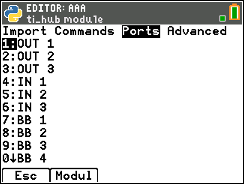 EDITOR: AAA
ti_hub module
Import Commands Ports Advanced
1:OUT 1
2:OUT 2
3:OUT 3
4:IN 1
5:IN 2
6:IN 3
7:BB 1
8:BB 2
9:BB 3
0↓BB 4
Esc Modul